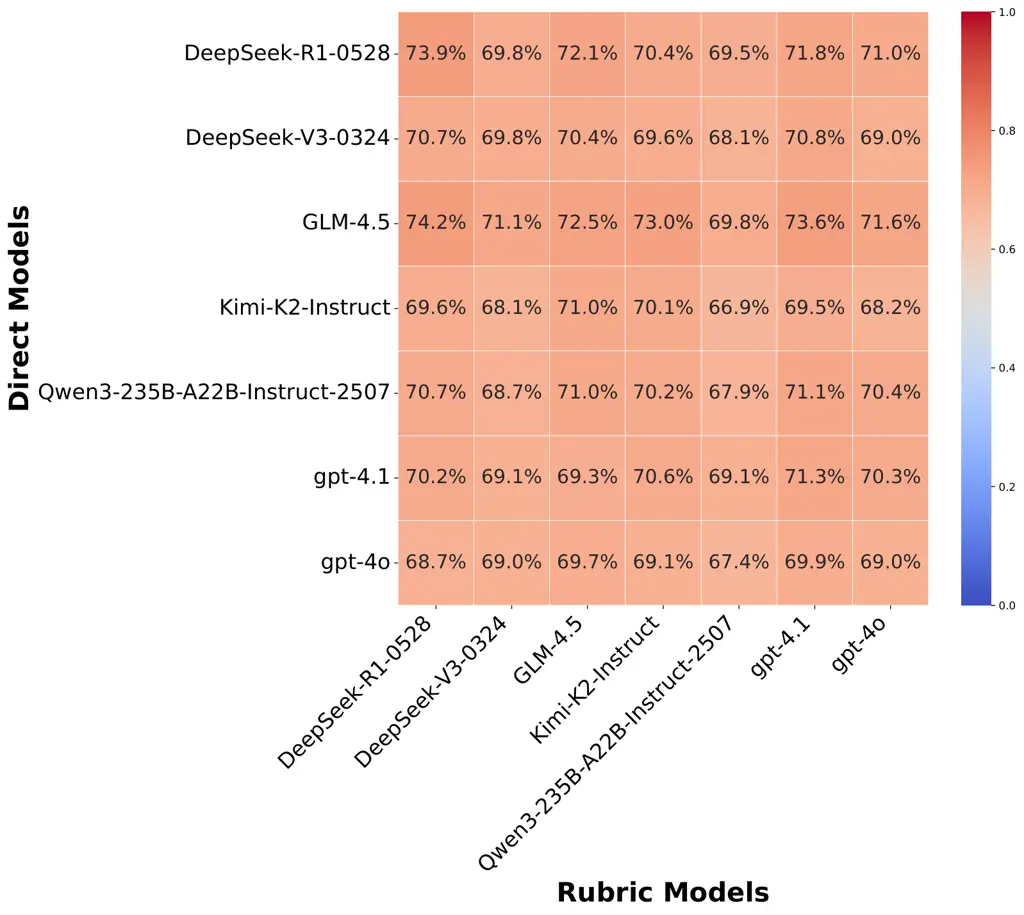 Direct Models
DeepSeek-R1-0528 73.9% 69.8% 72.1% 70.4% 69.5% 71.8% 71.0%
DeepSeek-V3-0324 70.7% 69.8% 70.4% 69.6% 68.1% 70.8% 69.0%
GLM-4.5 74.2% 71.1% 72.5% 73.0% 69.8% 73.6% 71.6%
Kimi-K2-Instruct 69.6% 68.1% 71.0% 70.1% 66.9% 69.5% 68.2%
Qwen3-235B-A22B-Instruct-2507 70.7% 68.7% 71.0% 70.2% 67.9% 71.1% 70.4%
gpt-4.1 70.2% 69.1% 69.3% 70.6% 69.1% 71.3% 70.3%
gpt-4o 68.7% 69.0% 69.7% 69.1% 67.4% 69.9% 69.0%
DeepSeek-R1-0528
DeepSeek-V3-0324
GLM-4.5
Kimi-K2-Instruct
Qwen3-235B-A22B-Instruct-2507
gpt-4.1
gpt-4o
Rubric Models
1.0
0.8
0.6
0.4
0.2
0.0